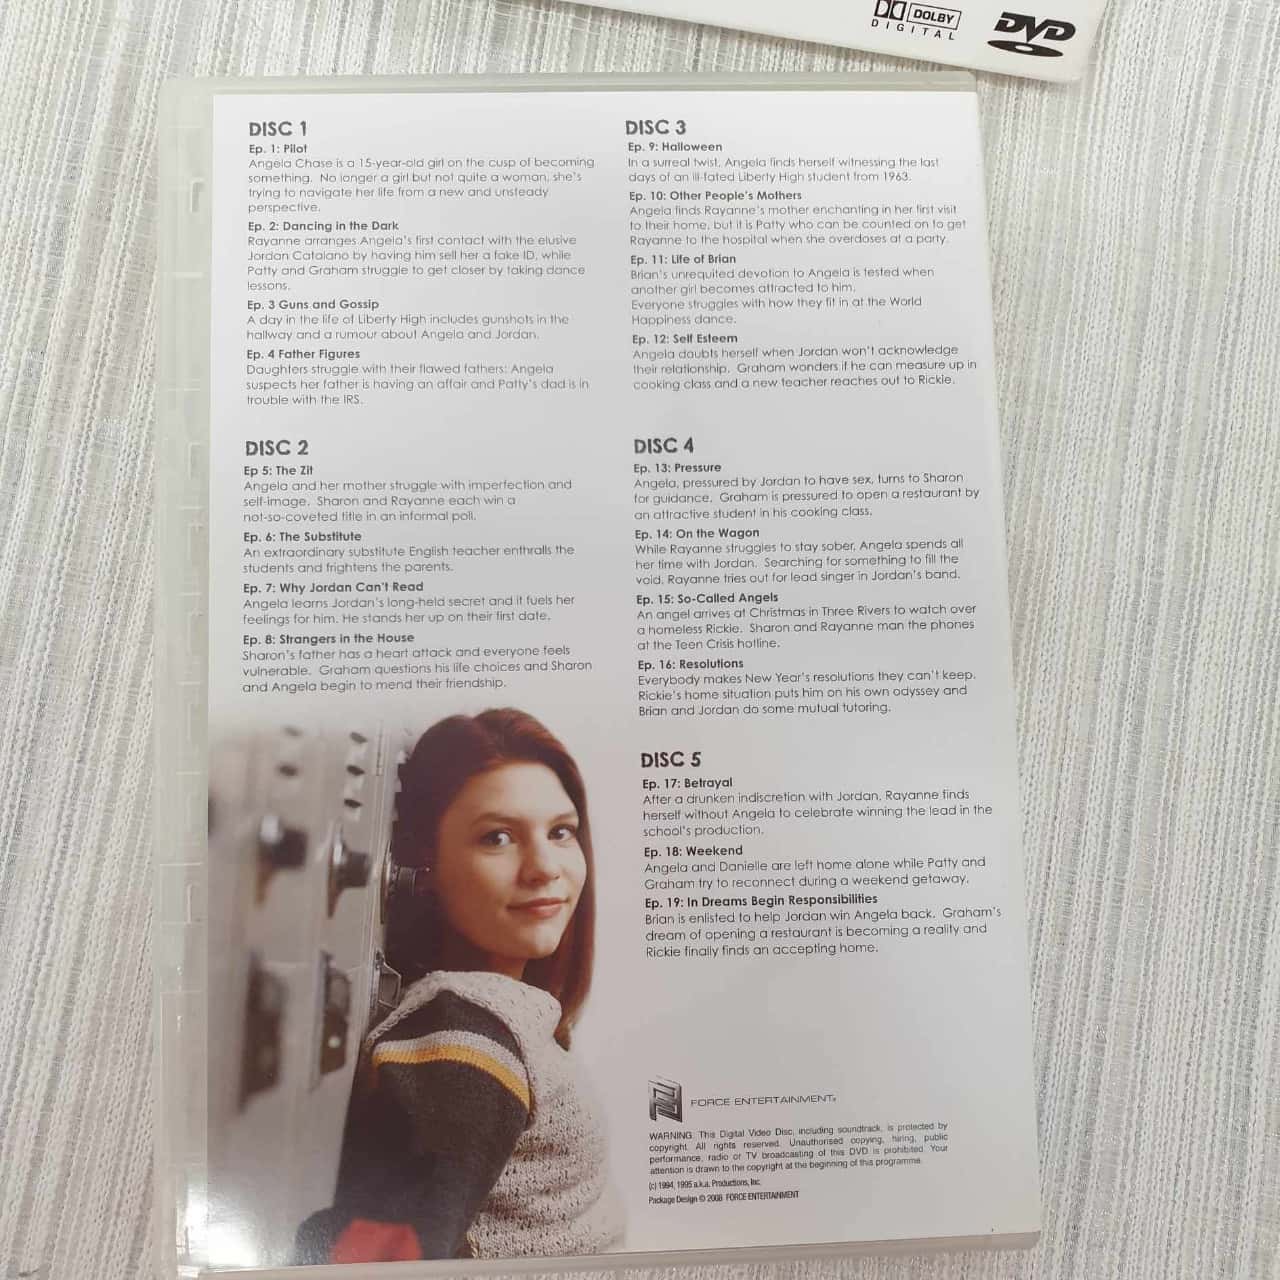 DOLBY
DIGITAL
DVD
DISC 1
Ep. 1: Pilot
Angela Chase is a 15-year-old girl on the cusp of becoming
something. No longer a girl but not quite a woman, she's
trying to navigate her life from a new and unsteady
perspective.
Ep. 2: Dancing in the Dark
Rayanne arranges Angela's first contact with the elusive
Jordan Catalano by having him sell her a fake ID, while
Patty and Graham struggle to get closer by taking dance
lessons.
Ep. 3 Guns and Gossip
A day in the life of Liberty High includes gunshots in the
hallway and a rumour about Angela and Jordan.
Ep. 4 Father Figures
Daughters struggle with their flawed fathers: Angela
suspects her father is having an affair and Patty's dad is in
trouble with the IRS.
DISC 2
Ep 5: The Zit
Angela and her mother struggle with imperfection and
self-image. Sharon and Rayanne each win a
not-so-coveted title in an informal poll.
Ep. 6: The Substitute
An extraordinary substitute English teacher enthralls the
students and frightens the parents.
Ep. 7: Why Jordan Can't Read
Angela learns Jordan's long-held secret and it fuels her
feelings for him. He stands her up on their first date.
Ep. 8: Strangers in the House
Sharon's father has a heart attack and everyone feels
vulnerable. Graham questions his life choices and Sharon
and Angela begin to mend their friendship.
DISC 3
Ep. 9: Halloween
In a surreal twist, Angela finds herself witnessing the last
days of an ill-fated Liberty High student from 1963.
Ep. 10: Other People's Mothers
Angela finds Rayanne's mother enchanting in her first visit
to their home, but it is Patty who can be counted on to get
Rayanne to the hospital when she overdoses at a party.
Ep. 11: Life of Brian
Brian's unrequited devotion to Angela is tested when
another girl becomes attracted to him.
Everyone struggles with how they fit in at the World
Happiness dance.
Ep. 12: Self Esteem
Angela doubts herself when Jordan won't acknowledge
their relationship. Graham wonders if he can measure up in
cooking class and a new teacher reaches out to Rickie.
DISC 4
Ep. 13: Pressure
Angela, pressured by Jordan to have sex, turns to Sharon
for guidance. Graham is pressured to open a restaurant by
an attractive student in his cooking class.
Ep. 14: On the Wagon
While Rayanne struggles to stay sober, Angela spends all
her time with Jordan. Searching for something to fill the
void, Rayanne tries out for lead singer in Jordan's band.
Ep. 15: So-Called Angels
An angel arrives at Christmas in Three Rivers to watch over
a homeless Rickie. Sharon and Rayanne man the phones
at the Teen Crisis hotline.
Ep. 16: Resolutions
Everybody makes New Year's resolutions they can't keep.
Rickie's home situation puts him on his own odyssey and
Brian and Jordan do some mutual tutoring.
DISC 5
Ep. 17: Betrayal
After a drunken indiscretion with Jordan, Rayanne finds
herself without Angela to celebrate winning the lead in the
school's production.
Ep. 18: Weekend
Angela and Danielle are left home alone while Patty and
Graham try to reconnect during a weekend getaway.
Ep. 19: In Dreams Begin Responsibilities
Brian is enlisted to help Jordan win Angela back. Graham's
dream of opening a restaurant is becoming a reality and
Rickie finally finds an accepting home.
FORCE ENTERTAINMENT
WARNING: This Digital Video Disc, including soundtrack, is protected by
copyright. All rights reserved. Unauthorised copying, hiring, public
performance, radio or TV broadcasting of this DVD is prohibited. Your
attention is drawn to the copyright at the beginning of this programme.
(c) 1994, 1995 a.k.a. Productions, Inc.
Package Design © 2008 FORCE ENTERTAINMENT